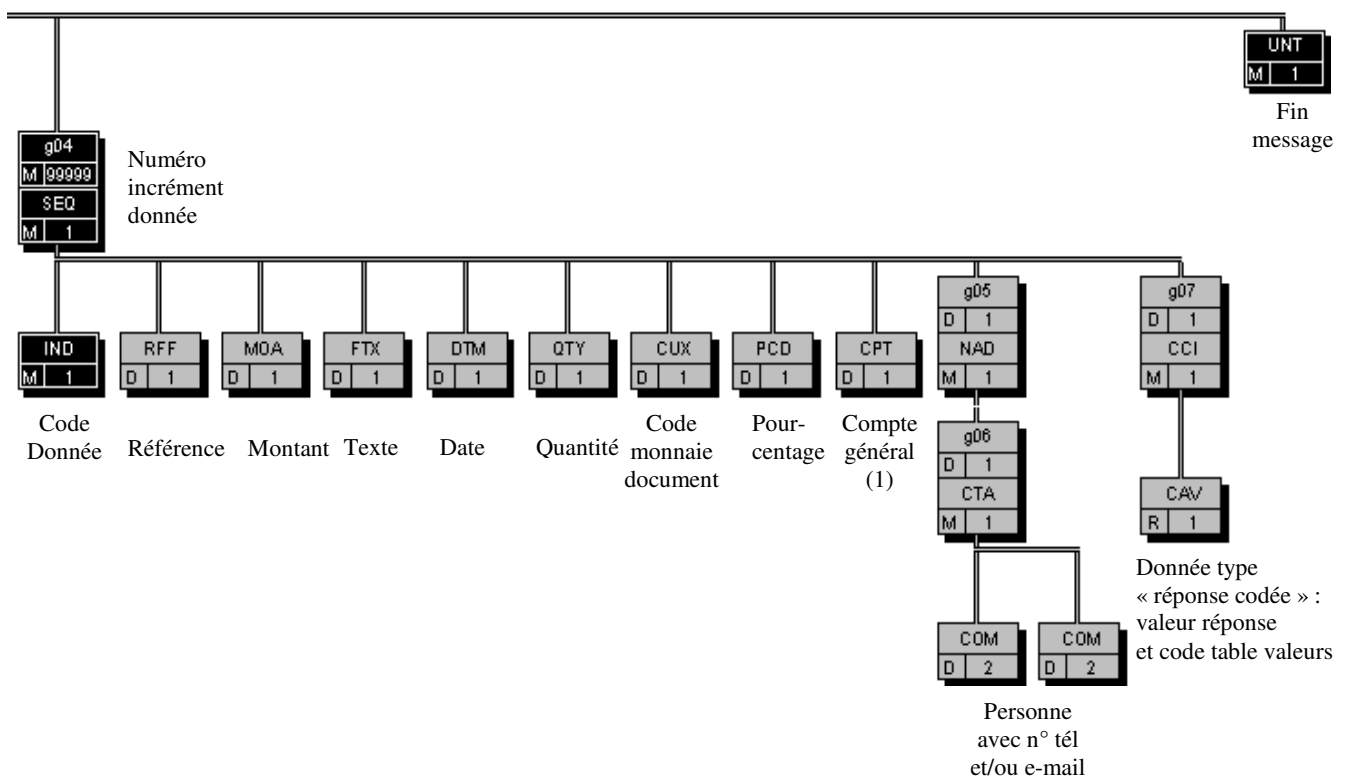 UNT
M 1
Fin
message
g04
M 99999
SEQ
M 1
Numéro
incrément
donnée
IND
M 1
Code
Donnée
RFF
D 1
Référence
MOA
D 1
Montant
FTX
D 1
Texte
DTM
D 1
Date
QTY
D 1
Quantité
CUX
D 1
Code
monnaie
document
PCD
D 1
Pour-
centage
CPT
D 1
Compte
général
(1)
g05
D 1
NAD
M 1
g06
D 1
CTA
M 1
COM
D 2
COM
D 2
Personne
avec n° tél
et/ou e-mail
g07
D 1
CCI
M 1
CAV
R 1
Donnée type
« réponse codée » :
valeur réponse
et code table valeurs